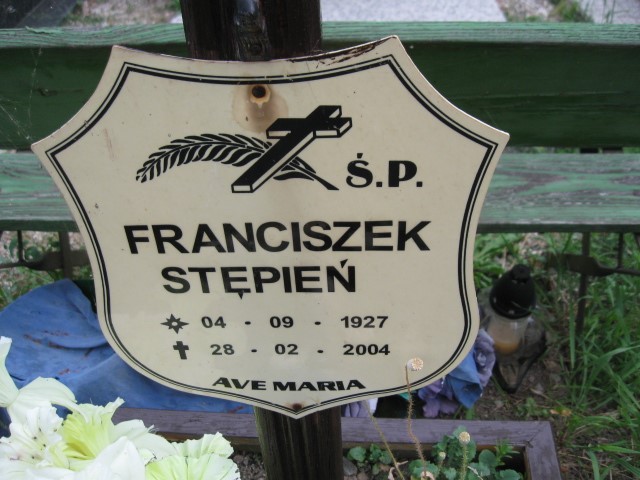 Ś.P.
FRANCISZEK
STĘPIEŃ
04 - 09 - 1927
28 - 02 - 2004
AVE MARIA